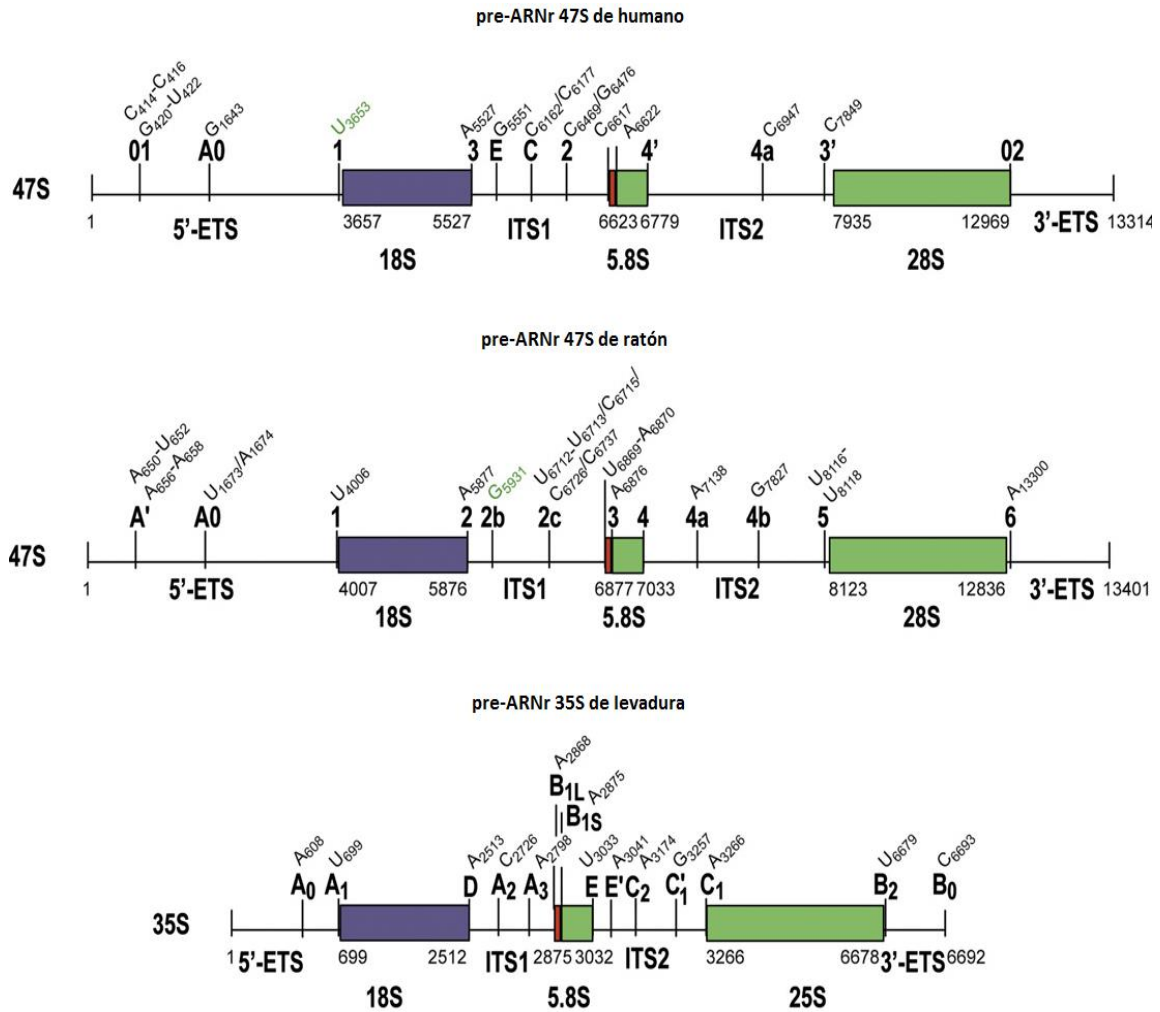 pre-ARNr 47S de humano
C414-C416
G420-U422
G1643
U3653
A5527
G5551
C6162/C6177
C6469/G6476
C6617
A6622
C6947
C7849
01 A0 1 3 E C 2 4' 4a 3' 02
47S
1 3657 5527 6623 6779 7935 12969 13314
5'-ETS ITS1 ITS2 3'-ETS
18S 5.8S 28S
pre-ARNr 47S de ratón
A650-U652
A656-A658
U1673/A1674
U4006
A5877
G5931
U6712-U6713/C6715/
C6726/C6737
U6869-A6870
A6876
A7138
G7827
U8116-
U8118
A13300
A' A0 1 2 2b 2c 3 4 4a 4b 5 6
47S
1 4007 5876 6877 7033 8123 12836 13401
5'-ETS ITS1 ITS2 3'-ETS
18S 5.8S 28S
pre-ARNr 35S de levadura
A2868
B1L A2875
B1S
A608 U699 A2513 C2726 A2798 U3033 A3041 A3174 G3257 A3266 U6679 C6693
A0 A1 D A2 A3 E E' C2 C'1 C1 B2 B0
35S
1 699 2512 2875 3032 3266 6678 6692
5'-ETS ITS1 ITS2 3'-ETS
18S 5.8S 25S